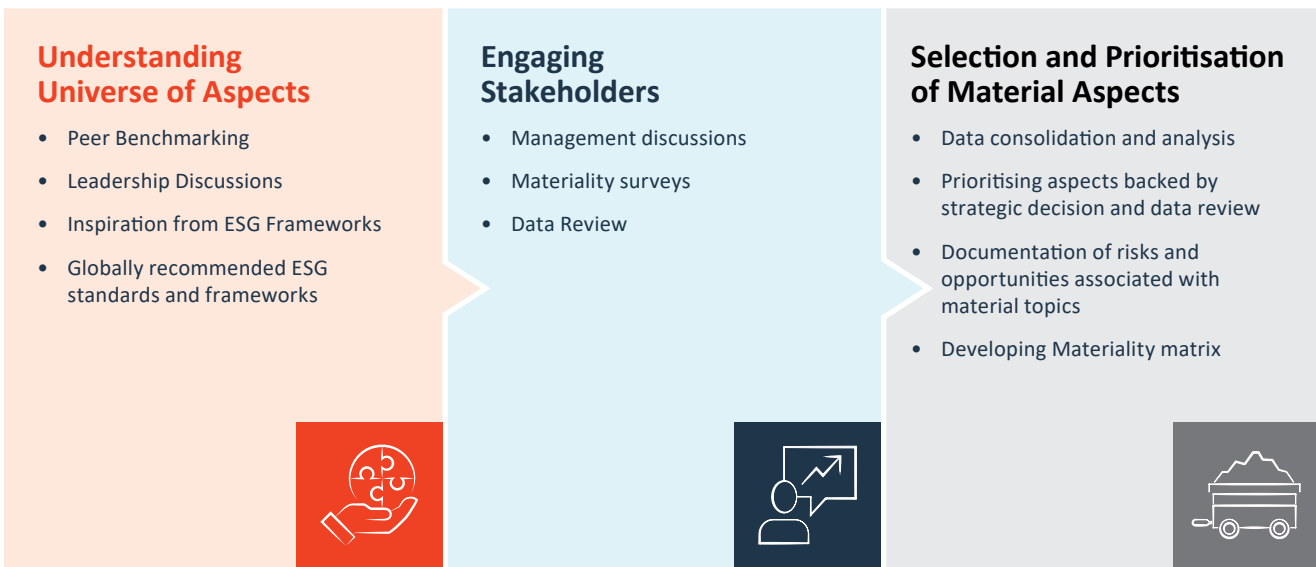 Understanding
Universe of Aspects
• Peer Benchmarking
• Leadership Discussions
• Inspiration from ESG Frameworks
• Globally recommended ESG
standards and frameworks
Engaging
Stakeholders
• Management discussions
• Materiality surveys
• Data Review
Selection and Prioritisation
of Material Aspects
• Data consolidation and analysis
• Prioritising aspects backed by
strategic decision and data review
• Documentation of risks and
opportunities associated with
material topics
• Developing Materiality matrix